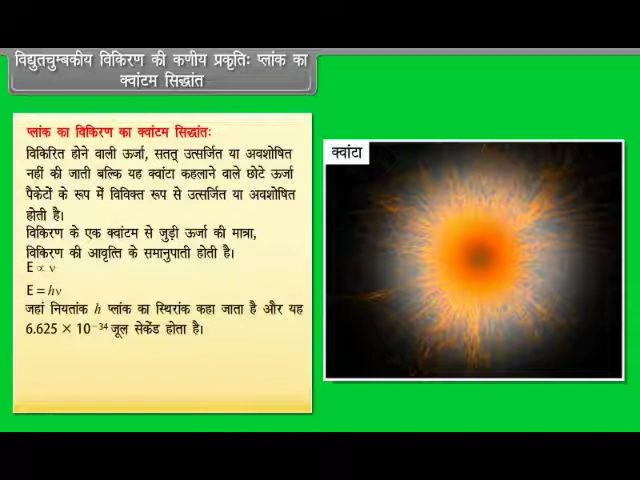 विद्युतचुम्बकीय विकिरण की कणीय प्रकृतिः प्लांक का
क्वांटम सिद्धांत
प्लांक का विकिरण का क्वांटम सिद्धांतः
विकिरित होने वाली ऊर्जा, सतत् उत्सर्जित या अवशोषित
नहीं की जाती बल्कि यह क्वांटा कहलाने वाले छोटे ऊर्जा
पैकेटों के रूप में विविक्त रूप से उत्सर्जित या अवशोषित
होती है।
विकिरण के एक क्वांटम से जुड़ी ऊर्जा की मात्रा,
विकिरण की आवृत्ति के समानुपाती होती है।
E ∝ ν
E = hν
जहां नियतांक h प्लांक का स्थिरांक कहा जाता है और यह
6.625 × 10⁻³⁴ जूल सेकेंड होता है।
क्वांटा